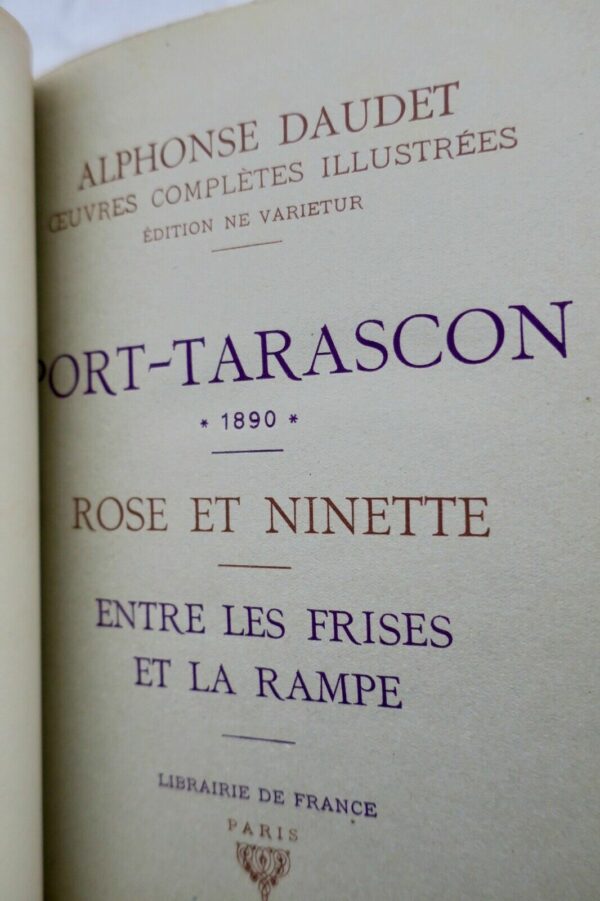 ALPHONSE DAUDET
ŒUVRES COMPLÈTES ILLUSTRÉES
ÉDITION NE VARIETUR
PORT-TARASCON
* 1890 *
ROSE ET NINETTE
ENTRE LES FRISES
ET LA RAMPE
LIBRAIRIE DE FRANCE
PARIS